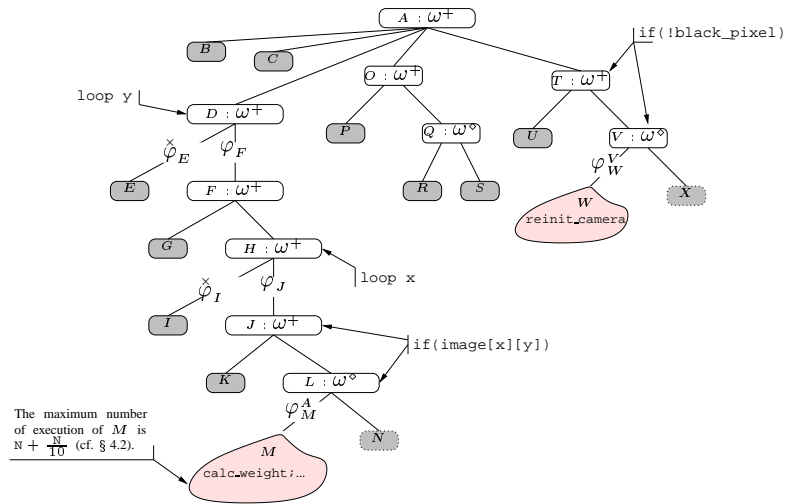 A : ω+
B
C
if(!black_pixel)
O : ω+
T : ω+
loop y
D : ω+
P
Q : ω⋄
U
V : ω⋄
φ̌×E
φF
φVW
E
F : ω+
R
S
X
W
reinit_camera
G
H : ω+
loop x
φ×I
φJ
I
J : ω+
if(image[x][y])
K
L : ω⋄
φAM
N
The maximum number
of execution of M is
N + N/10 (cf. § 4.2).
M
calc_weight;...